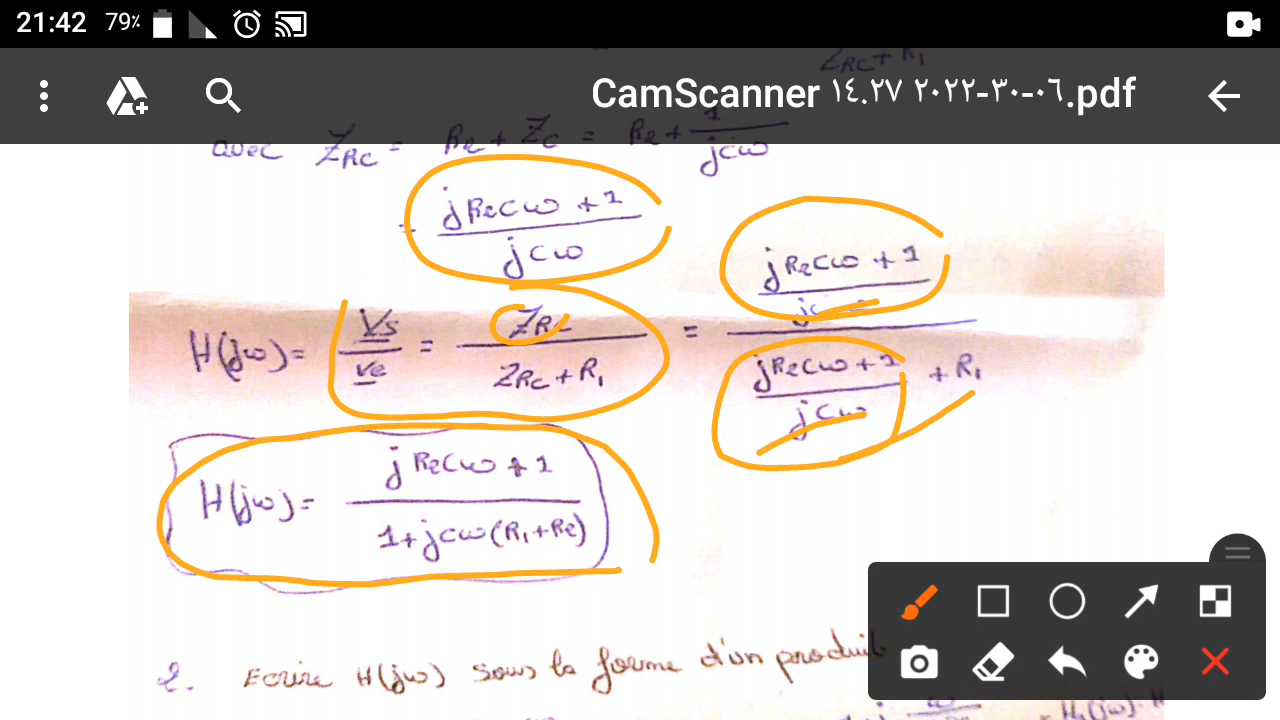 21:42 79%
Z_RC + R₁
CamScanner ١٤.٢٧ ٢٠٢٢-٣٠-٠٦.pdf
avec Z_RC = R₂ + Z_C = R₂ + 1/jCω
= (jR₂Cω + 1)/(jCω)
H(jω) = Vs/Ve = Z_RC/(Z_RC + R₁) = ((jR₂Cω + 1)/(jCω))/((jR₂Cω + 1)/(jCω) + R₁)
H(jω) = (jR₂Cω + 1)/(1 + jCω(R₁ + R₂))
2. Ecrire H(jω) sous la forme d'un produit